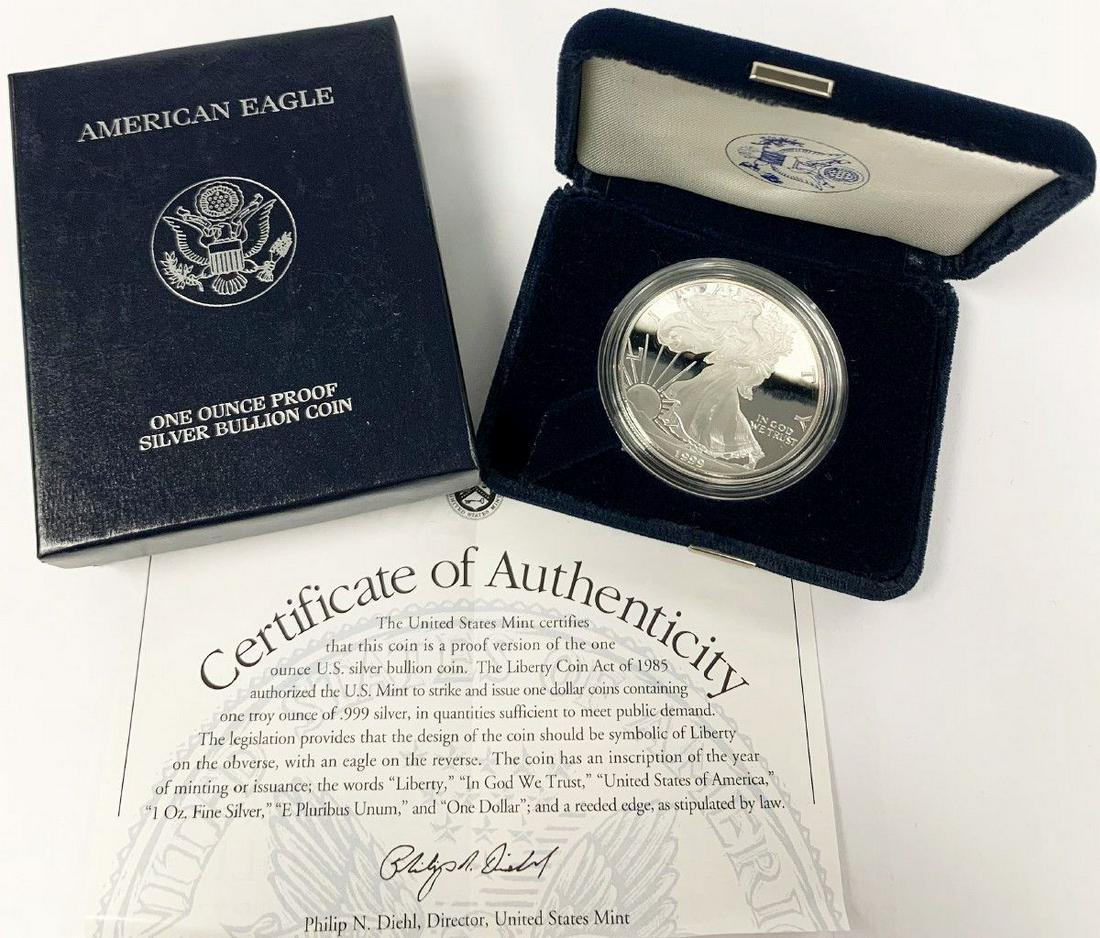 AMERICAN EAGLE
ONE OUNCE PROOF
SILVER BULLION COIN
IN GOD
WE TRUST
1999
Certificate of Authenticity
The United States Mint certifies
that this coin is a proof version of the one
ounce U.S. silver bullion coin. The Liberty Coin Act of 1985
authorized the U.S. Mint to strike and issue one dollar coins containing
one troy ounce of .999 silver, in quantities sufficient to meet public demand.
The legislation provides that the design of the coin should be symbolic of Liberty
on the obverse, with an eagle on the reverse. The coin has an inscription of the year
of minting or issuance; the words “Liberty,” “In God We Trust,” “United States of America,”
“1 Oz. Fine Silver,” “E Pluribus Unum,” and “One Dollar”; and a reeded edge, as stipulated by law.
Philip N. Diehl
Philip N. Diehl, Director, United States Mint